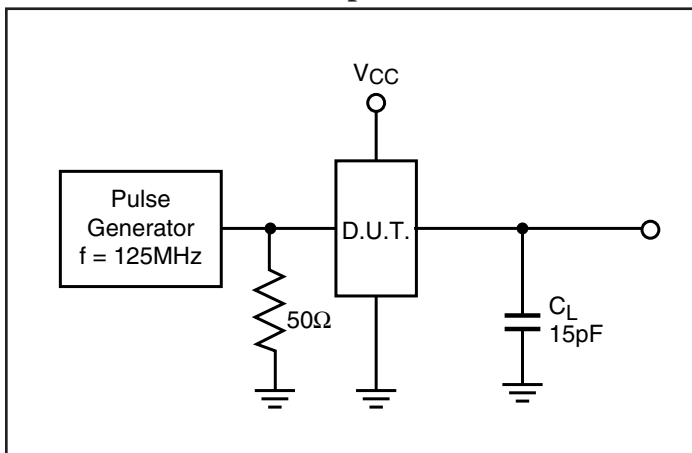 VCC
Pulse
Generator
f = 125MHz
D.U.T.
50Ω
CL
15pF